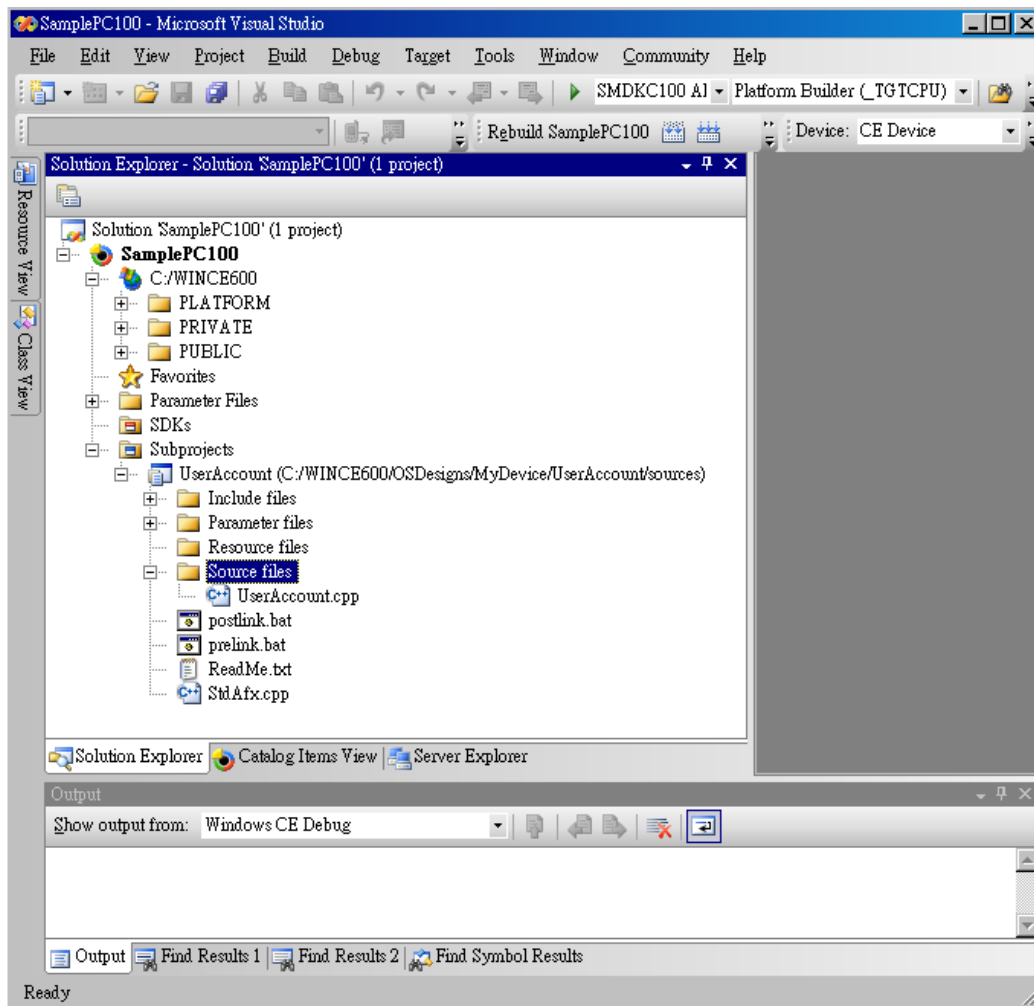 SamplePC100 - Microsoft Visual Studio
File Edit View Project Build Debug Target Tools Window Community Help
SMDKC100 Platform Builder (_TGTCPU)
Rebuild SamplePC100 Device: CE Device
Solution Explorer - Solution 'SamplePC100' (1 project)
Resource View
Class View
Solution 'SamplePC100' (1 project)
SamplePC100
C:/WINCE600
PLATFORM
PRIVATE
PUBLIC
Favorites
Parameter Files
SDKs
Subprojects
UserAccount (C:/WINCE600/OSDesigns/MyDevice/UserAccount/sources)
Include files
Parameter files
Resource files
Source files
UserAccount.cpp
postlink.bat
prelink.bat
ReadMe.txt
StdAfx.cpp
Solution Explorer Catalog Items View Server Explorer
Output
Show output from: Windows CE Debug
Output Find Results 1 Find Results 2 Find Symbol Results
Ready